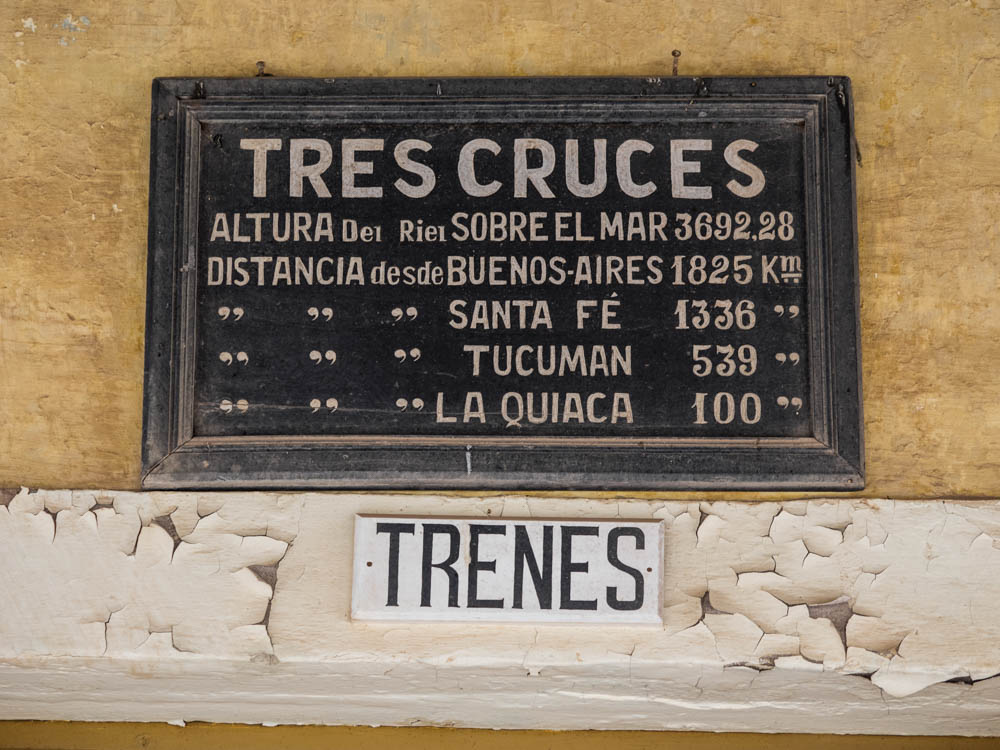 TRES CRUCES
ALTURA Del Riel SOBRE EL MAR 3692,28
DISTANCIA desde BUENOS-AIRES 1825 Km
” ” ” SANTA FÉ 1336 ”
” ” ” TUCUMAN 539 ”
” ” ” LA QUIACA 100 ”
TRENES